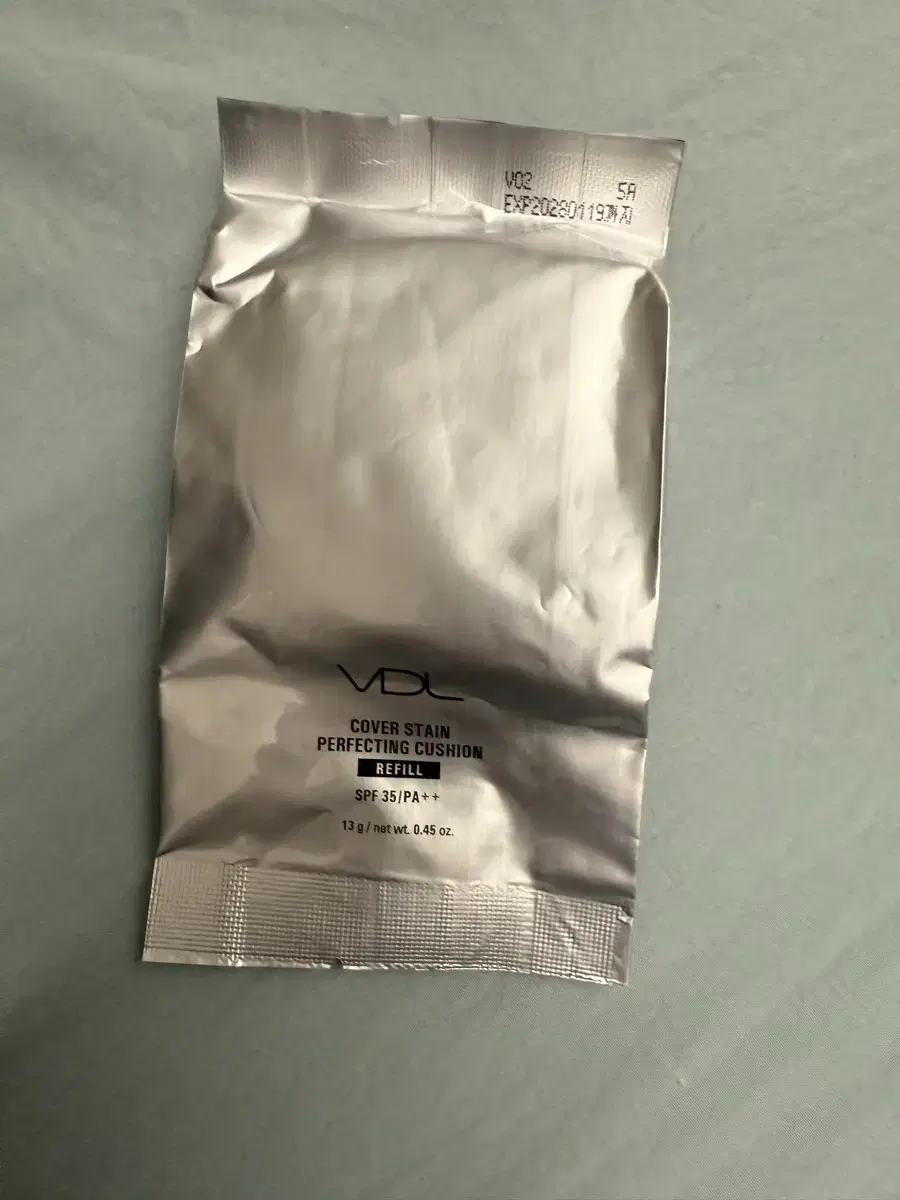 V02 5A
EXP20280119까지
VDL
COVER STAIN
PERFECTING CUSHION
REFILL
SPF 35/PA++
13 g / net wt. 0.45 oz.